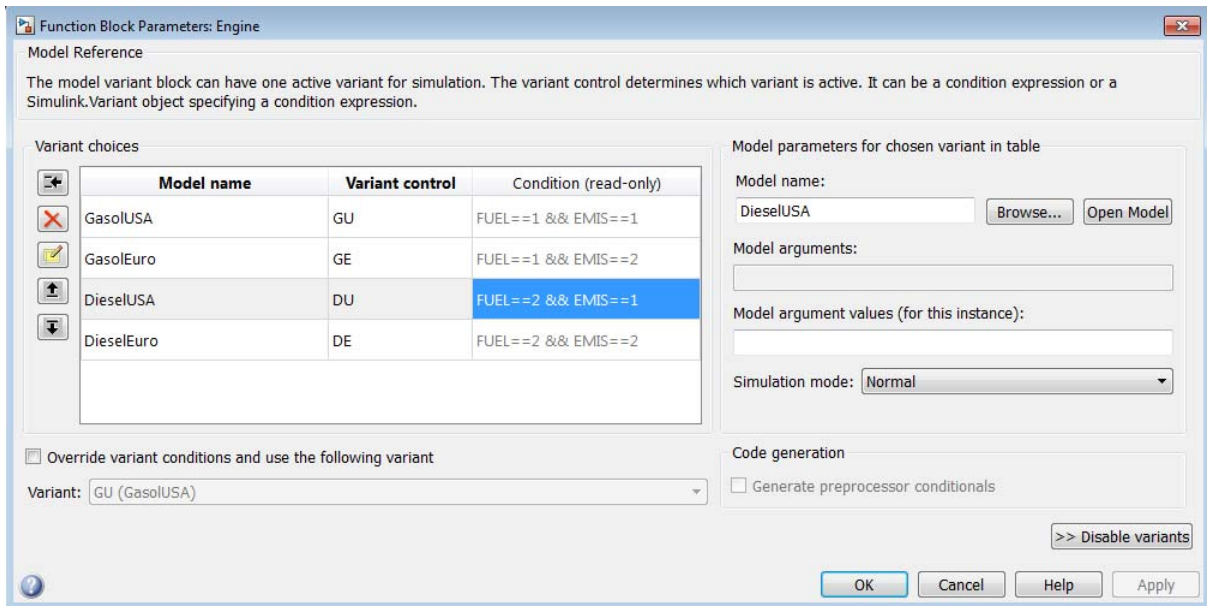 Function Block Parameters: Engine
Model Reference
The model variant block can have one active variant for simulation. The variant control determines which variant is active. It can be a condition expression or a
Simulink.Variant object specifying a condition expression.
Variant choices
Model name Variant control Condition (read-only)
GasolUSA GU FUEL==1 && EMIS==1
GasolEuro GE FUEL==1 && EMIS==2
DieselUSA DU FUEL==2 && EMIS==1
DieselEuro DE FUEL==2 && EMIS==2
Override variant conditions and use the following variant
Variant: GU (GasolUSA)
Model parameters for chosen variant in table
Model name:
DieselUSA Browse... Open Model
Model arguments:
Model argument values (for this instance):
Simulation mode: Normal
Code generation
Generate preprocessor conditionals
>> Disable variants
OK Cancel Help Apply